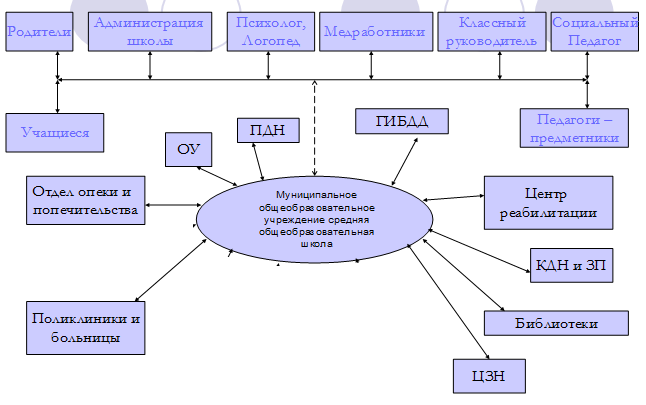 Родители
Администрация
школы
Психолог,
Логопед
Медработники
Классный
руководитель
Социальный
Педагог
Учащиеся
Педагоги –
предметники
ОУ
ПДН
ГИБДД
Отдел опеки и
попечительства
Муниципальное
общеобразовательное
учреждение средняя
общеобразовательная
школа
Центр
реабилитации
КДН и ЗП
Поликлиники и
больницы
Библиотеки
ЦЗН